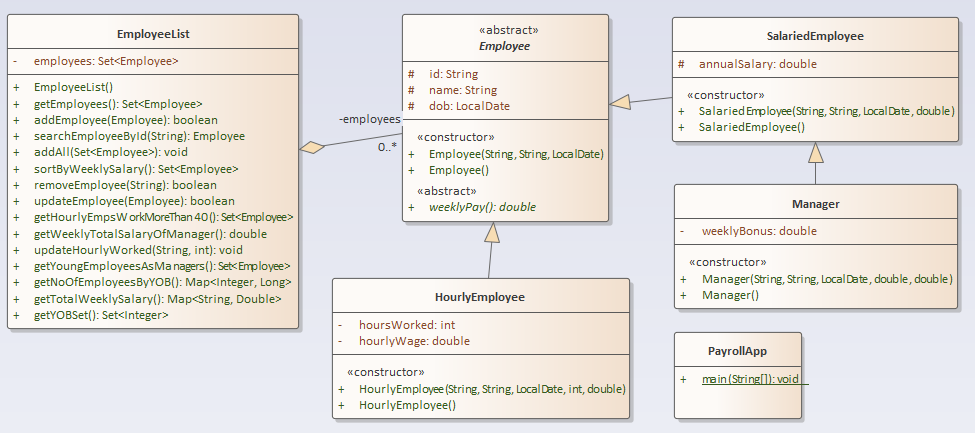 EmployeeList
- employees: Set<Employee>
+ EmployeeList()
+ getEmployees(): Set<Employee>
+ addEmployee(Employee): boolean
+ searchEmployeeById(String): Employee
+ addAll(Set<Employee>): void
+ sortByWeeklySalary(): Set<Employee>
+ removeEmployee(String): boolean
+ updateEmployee(Employee): boolean
+ getHourlyEmpsWorkMoreThan40(): Set<Employee>
+ getWeeklyTotalSalaryOfManager(): double
+ updateHourlyWorked(String, int): void
+ getYoungEmployeesAsManagers(): Set<Employee>
+ getNoOfEmployeesByYOB(): Map<Integer, Long>
+ getTotalWeeklySalary(): Map<String, Double>
+ getYOBSet(): Set<Integer>
-employees
0..*
«abstract»
Employee
# id: String
# name: String
# dob: LocalDate
«constructor»
+ Employee(String, String, LocalDate)
+ Employee()
«abstract»
+ weeklyPay(): double
SalariedEmployee
# annualSalary: double
«constructor»
+ SalariedEmployee(String, String, LocalDate, double)
+ SalariedEmployee()
Manager
- weeklyBonus: double
«constructor»
+ Manager(String, String, LocalDate, double, double)
+ Manager()
HourlyEmployee
- hoursWorked: int
- hourlyWage: double
«constructor»
+ HourlyEmployee(String, String, LocalDate, int, double)
+ HourlyEmployee()
PayrollApp
+ main(String[]): void